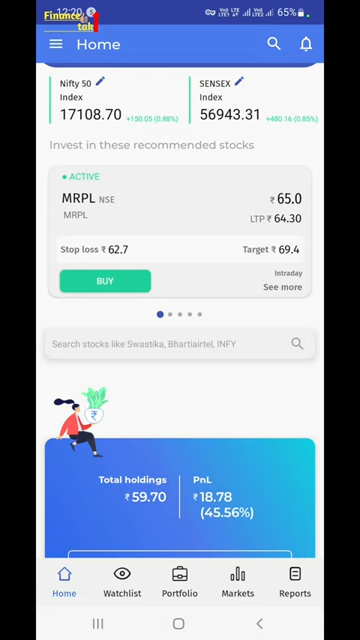 12:20
Finance
tak
65%
Home
Nifty 50
Index
17108.70 +150.05 (0.88%)
SENSEX
Index
56943.31 +480.16 (0.85%)
Invest in these recommended stocks
ACTIVE
MRPL NSE
₹ 65.0
MRPL
LTP ₹ 64.30
Stop loss ₹ 62.7
Target ₹ 69.4
BUY
Intraday
See more
Search stocks like Swastika, Bhartiairtel, INFY
₹
Total holdings
₹ 59.70
PnL
₹ 18.78
(45.56%)
Home Watchlist Portfolio Markets Reports